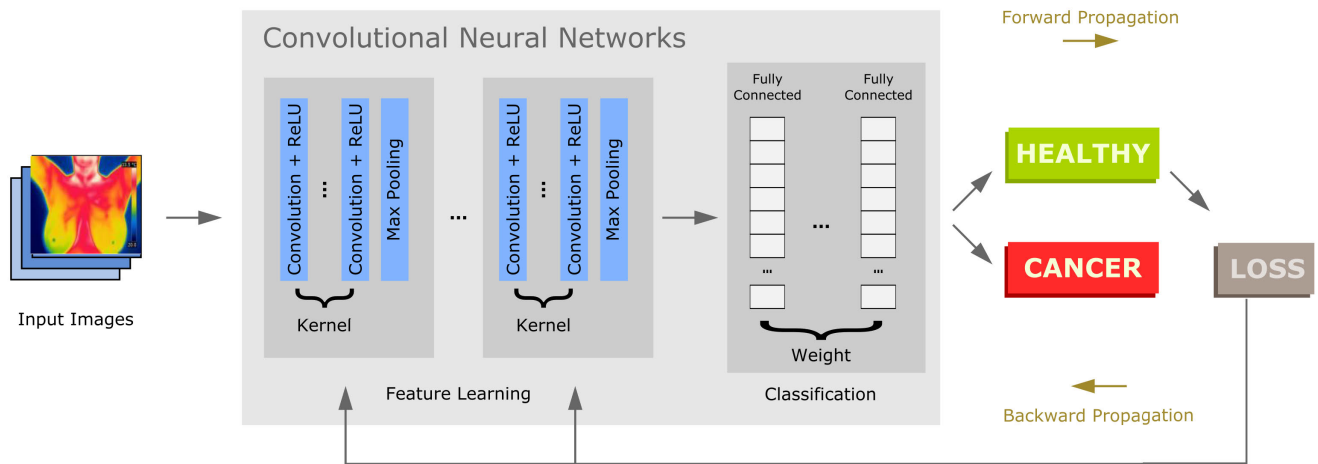 Convolutional Neural Networks
Forward Propagation
Input Images
Convolution + ReLU
...
Convolution + ReLU
Max Pooling
Kernel
...
Convolution + ReLU
...
Convolution + ReLU
Max Pooling
Kernel
Feature Learning
Fully
Connected
Fully
Connected
...
...
...
Weight
Classification
HEALTHY
CANCER
LOSS
Backward Propagation